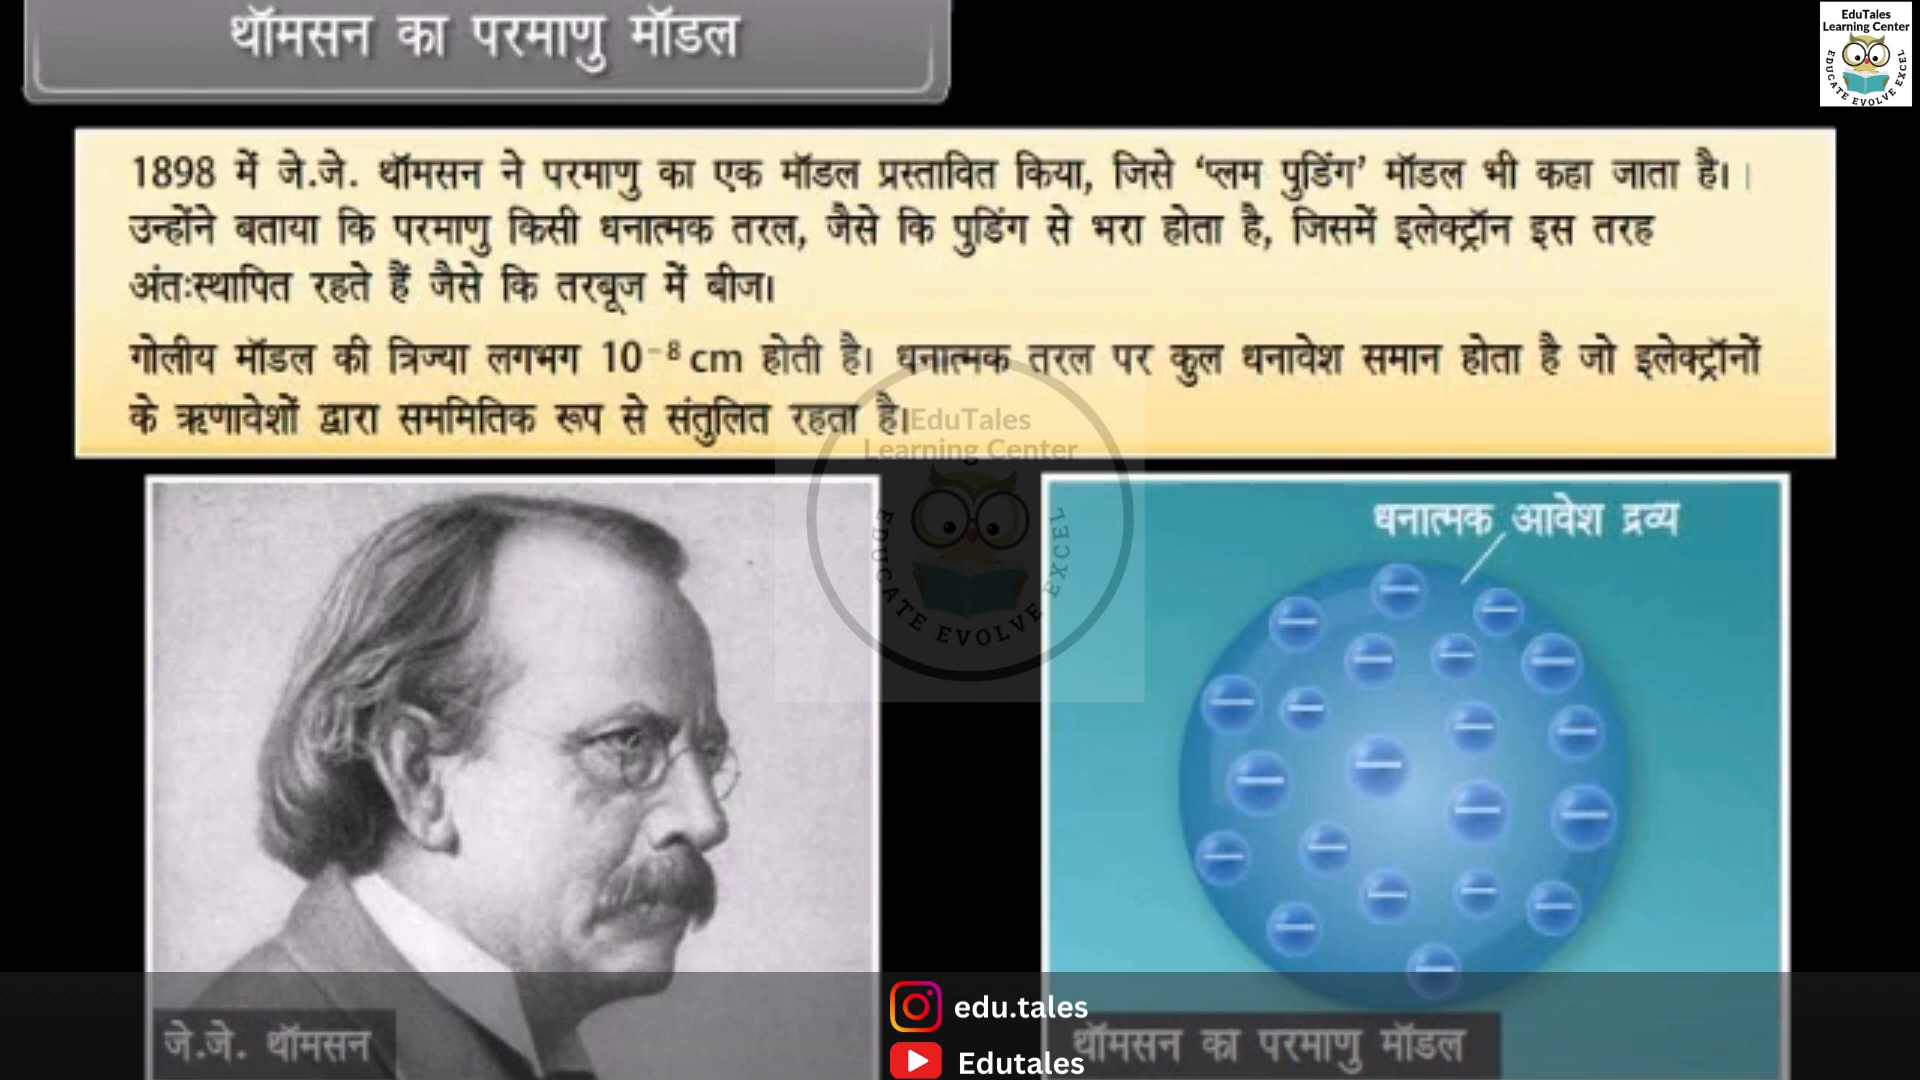 थॉमसन का परमाणु मॉडल
EduTales
Learning Center
EDUCATE EVOLVE EXCEL
1898 में जे.जे. थॉमसन ने परमाणु का एक मॉडल प्रस्तावित किया, जिसे ‘प्लम पुडिंग’ मॉडल भी कहा जाता है।
उन्होंने बताया कि परमाणु किसी धनात्मक तरल, जैसे कि पुडिंग से भरा होता है, जिसमें इलेक्ट्रॉन इस तरह
अंतःस्थापित रहते हैं जैसे कि तरबूज में बीज।
गोलीय मॉडल की त्रिज्या लगभग 10⁻⁸ cm होती है। धनात्मक तरल पर कुल धनावेश समान होता है जो इलेक्ट्रॉनों
के ऋणावेशों द्वारा सममितिक रूप से संतुलित रहता है।
EduTales
Learning Center
EDUCATE EVOLVE EXCEL
धनात्मक आवेश द्रव्य
जे.जे. थॉमसन
थॉमसन का परमाणु मॉडल
edu.tales
Edutales